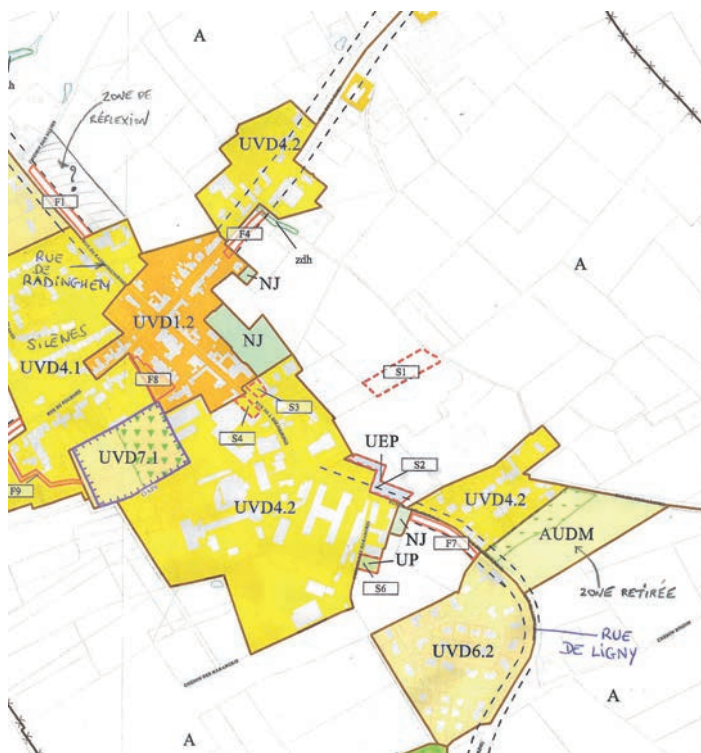 A
h
ZONE DE
RÉFLEXION
?
F1
UVD4.2
F4
zdh
NJ
A
RUE
DE
RADINGHEM
UVD1.2
NJ
SILÈNES
UVD4.1
F8
S1
S3
S4
UEP
S2
UVD7.1
F9
UVD4.2
UVD4.2
AUDM
NJ
F7
UP
S6
ZONE RETIRÉE
RUE
DE LIGNY
UVD6.2
A
A